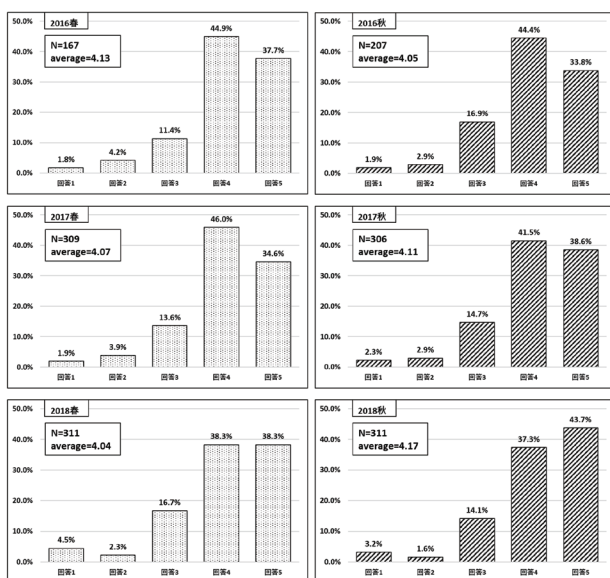 2016春
N=167
average=4.13
50.0%
40.0%
30.0%
20.0%
10.0%
0.0%
1.8%
4.2%
11.4%
44.9%
37.7%
回答1 回答2 回答3 回答4 回答5
2016秋
N=207
average=4.05
50.0%
40.0%
30.0%
20.0%
10.0%
0.0%
1.9%
2.9%
16.9%
44.4%
33.8%
回答1 回答2 回答3 回答4 回答5
2017春
N=309
average=4.07
50.0%
40.0%
30.0%
20.0%
10.0%
0.0%
1.9%
3.9%
13.6%
46.0%
34.6%
回答1 回答2 回答3 回答4 回答5
2017秋
N=306
average=4.11
50.0%
40.0%
30.0%
20.0%
10.0%
0.0%
2.3%
2.9%
14.7%
41.5%
38.6%
回答1 回答2 回答3 回答4 回答5
2018春
N=311
average=4.04
50.0%
40.0%
30.0%
20.0%
10.0%
0.0%
4.5%
2.3%
16.7%
38.3%
38.3%
回答1 回答2 回答3 回答4 回答5
2018秋
N=311
average=4.17
50.0%
40.0%
30.0%
20.0%
10.0%
0.0%
3.2%
1.6%
14.1%
37.3%
43.7%
回答1 回答2 回答3 回答4 回答5